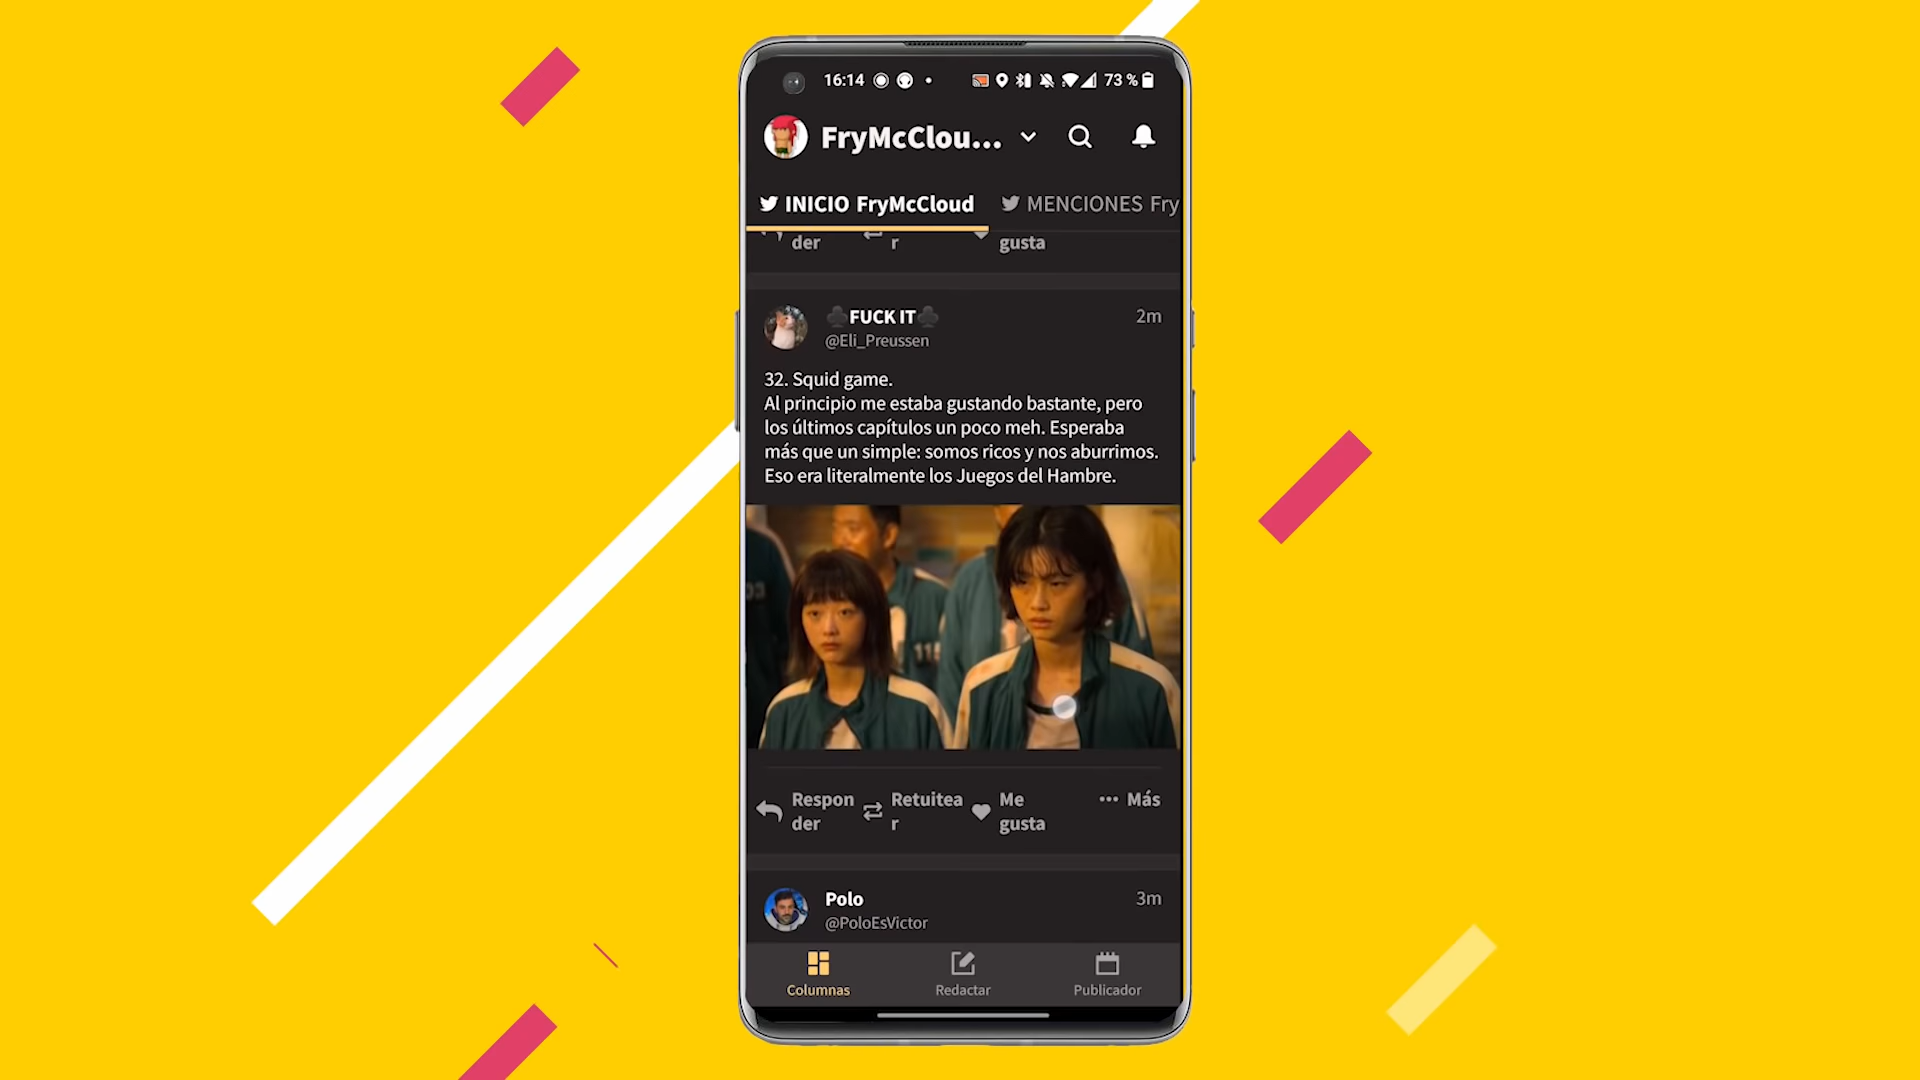 16:14
73 %
FryMcClou...
INICIO FryMcCloud
MENCIONES Fry
der
r
gusta
♣FUCK IT♣
2m
@Eli_Preussen
32. Squid game.
Al principio me estaba gustando bastante, pero
los últimos capítulos un poco meh. Esperaba
más que un simple: somos ricos y nos aburrimos.
Eso era literalmente los Juegos del Hambre.
118
Respon
der
Retuitea
r
Me
gusta
Más
Polo
3m
@PoloEsVictor
Columnas
Redactar
Publicador